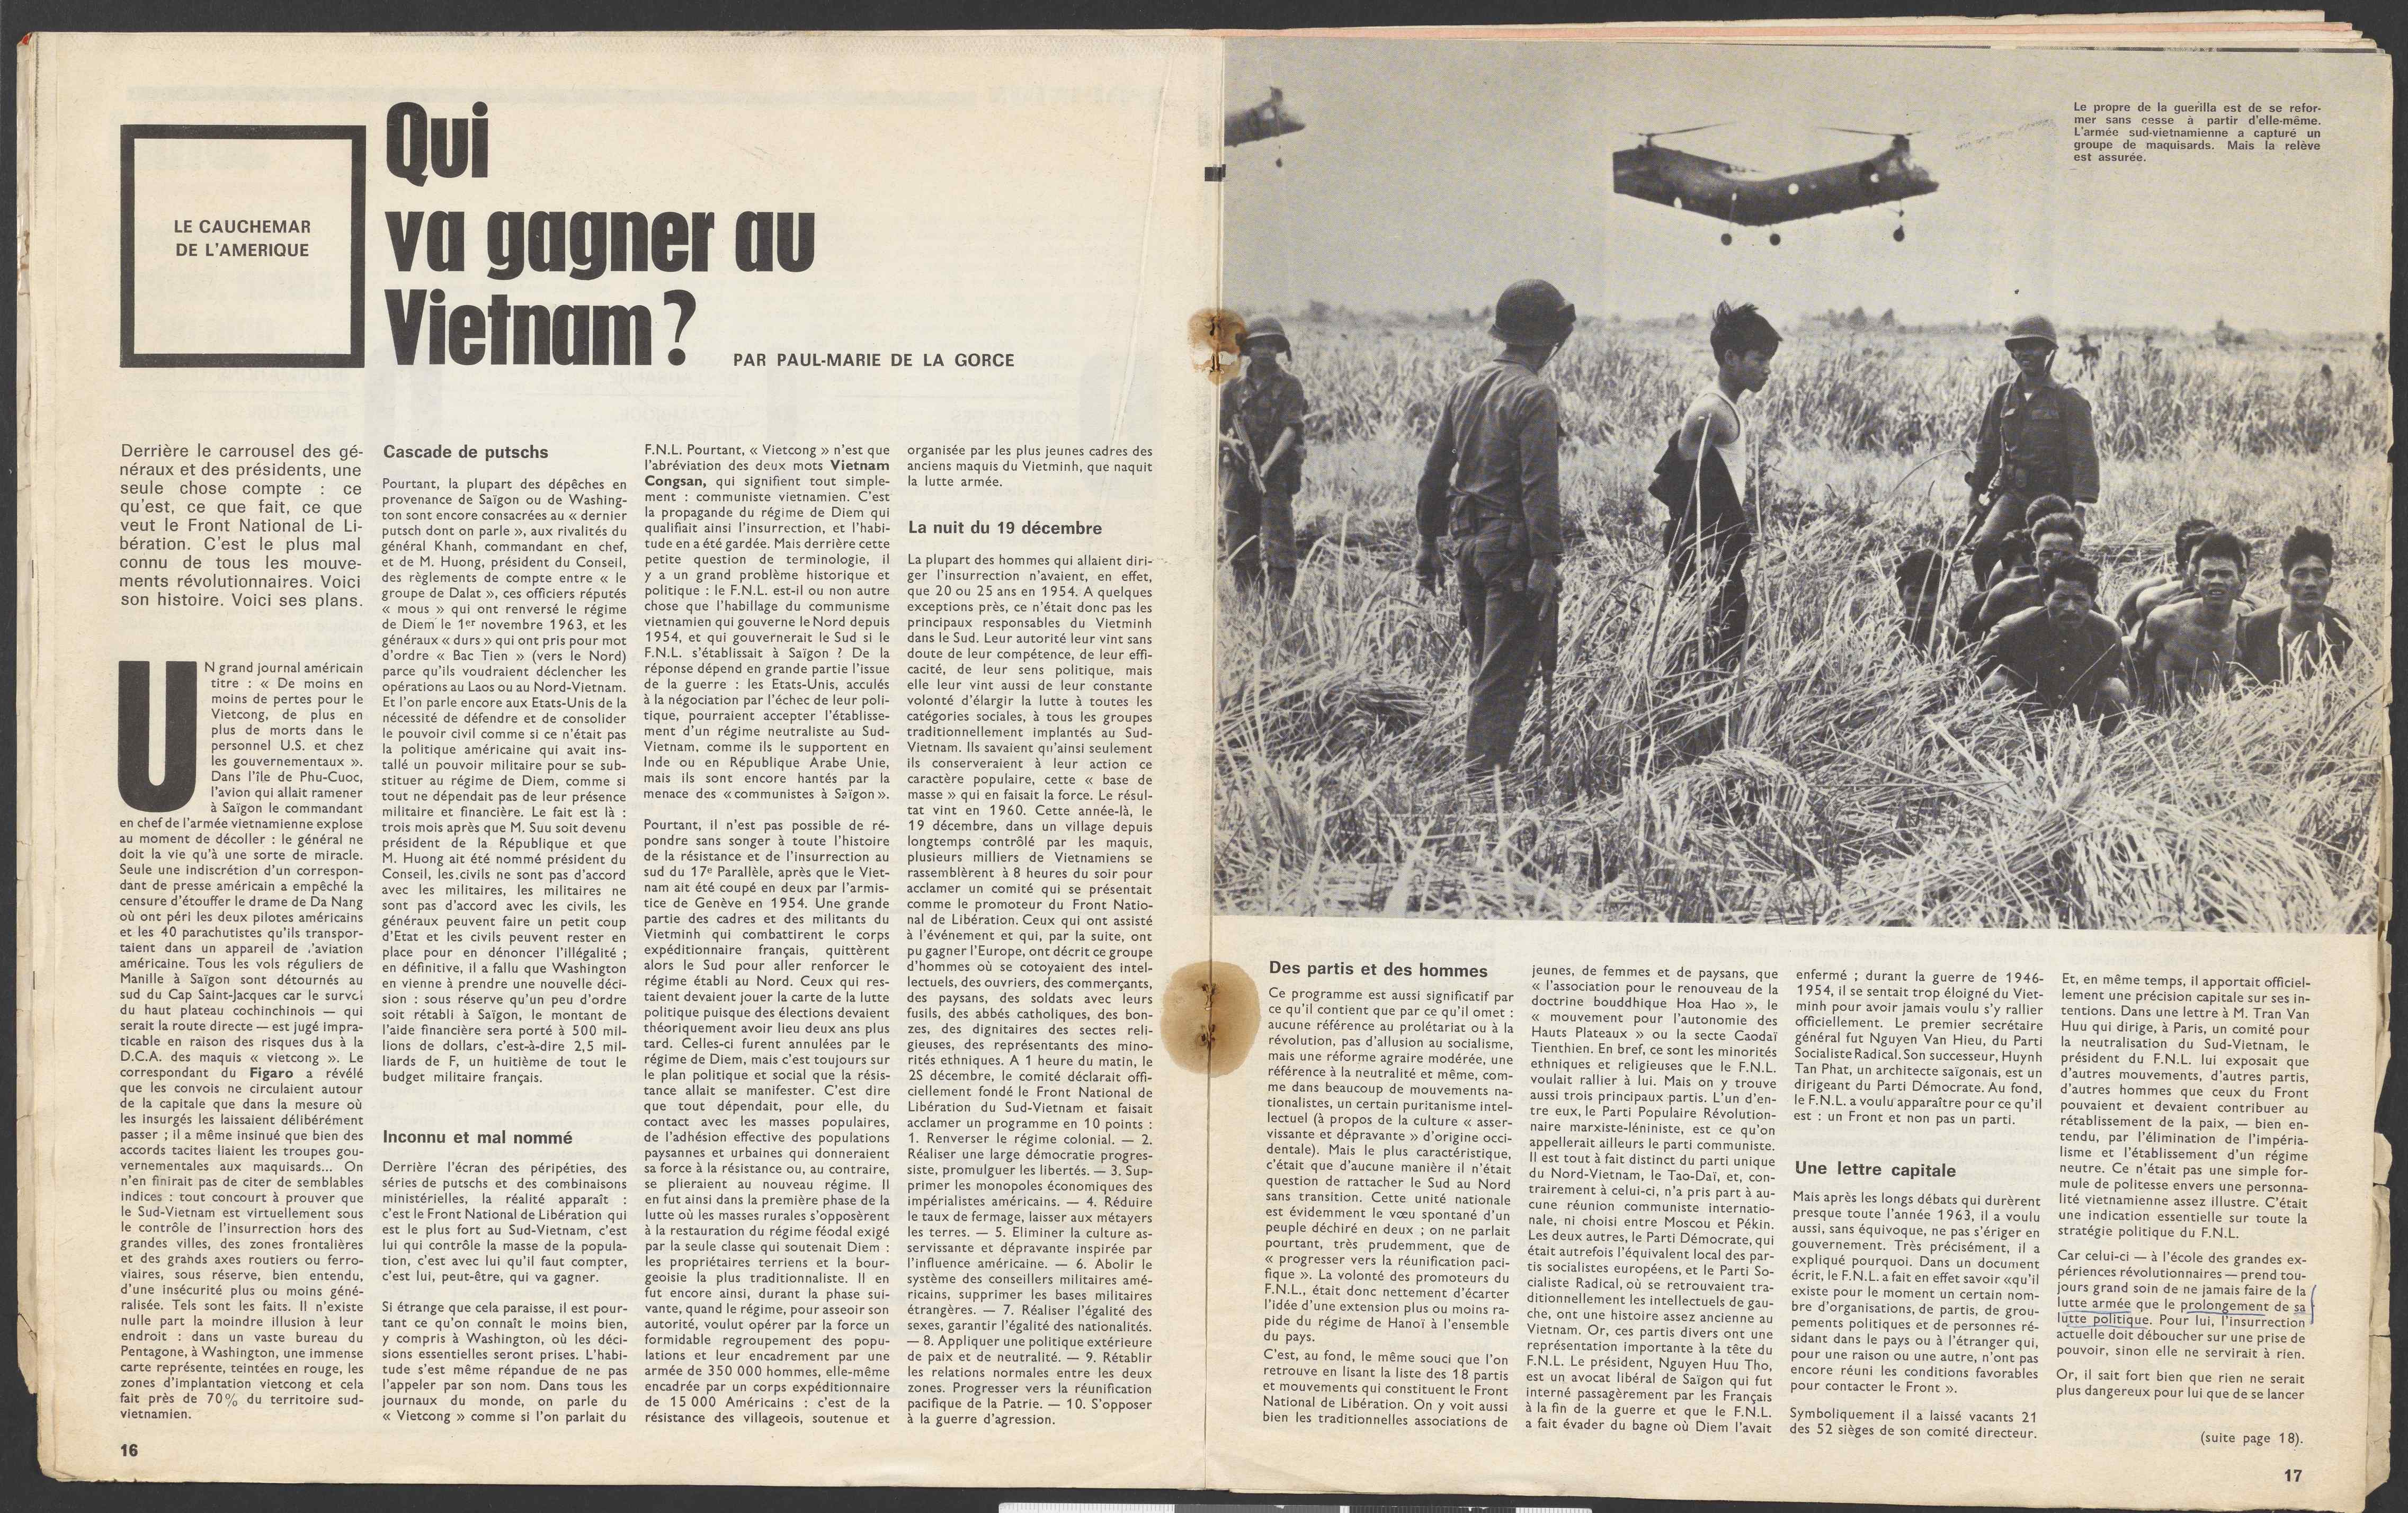 LE CAUCHEMAR
DE L'AMERIQUE
Qui
va gagner au
Vietnam ?
PAR PAUL-MARIE DE LA GORCE
Derrière le carrousel des gé-
néraux et des présidents, une
seule chose compte : ce
qu'est, ce que fait, ce que
veut le Front National de Li-
bération. C'est le plus mal
connu de tous les mouve-
ments révolutionnaires. Voici
son histoire. Voici ses plans.
UN grand journal américain
titre : « De moins en
moins de pertes pour le
Vietcong, de plus en
plus de morts dans le
personnel U.S. et chez
les gouvernementaux ».
Dans l'île de Phu-Cuoc,
l'avion qui allait ramener
à Saïgon le commandant
en chef de l'armée vietnamienne explose
au moment de décoller : le général ne
doit la vie qu'à une sorte de miracle.
Seule une indiscrétion d'un correspon-
dant de presse américain a empêché la
censure d'étouffer le drame de Da Nang
où ont péri les deux pilotes américains
et les 40 parachutistes qu'ils transpor-
taient dans un appareil de ,'aviation
américaine. Tous les vols réguliers de
Manille à Saïgon sont détournés au
sud du Cap Saint-Jacques car le survol
du haut plateau cochinchinois — qui
serait la route directe — est jugé impra-
ticable en raison des risques dus à la
D.C.A. des maquis « vietcong ». Le
correspondant du Figaro a révélé
que les convois ne circulaient autour
de la capitale que dans la mesure où
les insurgés les laissaient délibérément
passer ; il a même insinué que bien des
accords tacites liaient les troupes gou-
vernementales aux maquisards... On
n'en finirait pas de citer de semblables
indices : tout concourt à prouver que
le Sud-Vietnam est virtuellement sous
le contrôle de l'insurrection hors des
grandes villes, des zones frontalières
et des grands axes routiers ou ferro-
viaires, sous réserve, bien entendu,
d'une insécurité plus ou moins géné-
ralisée. Tels sont les faits. Il n'existe
nulle part la moindre illusion à leur
endroit : dans un vaste bureau du
Pentagone, à Washington, une immense
carte représente, teintées en rouge, les
zones d'implantation vietcong et cela
fait près de 70% du territoire sud-
vietnamien.
16
Cascade de putschs
Pourtant, la plupart des dépêches en
provenance de Saïgon ou de Washing-
ton sont encore consacrées au « dernier
putsch dont on parle », aux rivalités du
général Khanh, commandant en chef,
et de M. Huong, président du Conseil,
des règlements de compte entre « le
groupe de Dalat », ces officiers réputés
« mous » qui ont renversé le régime
de Diem le 1er novembre 1963, et les
généraux « durs » qui ont pris pour mot
d'ordre « Bac Tien » (vers le Nord)
parce qu'ils voudraient déclencher les
opérations au Laos ou au Nord-Vietnam.
Et l'on parle encore aux Etats-Unis de la
nécessité de défendre et de consolider
le pouvoir civil comme si ce n'était pas
la politique américaine qui avait ins-
tallé un pouvoir militaire pour se sub-
stituer au régime de Diem, comme si
tout ne dépendait pas de leur présence
militaire et financière. Le fait est là :
trois mois après que M. Suu soit devenu
président de la République et que
M. Huong ait été nommé président du
Conseil, les.civils ne sont pas d'accord
avec les militaires, les militaires ne
sont pas d'accord avec les civils, les
généraux peuvent faire un petit coup
d'Etat et les civils peuvent rester en
place pour en dénoncer l'illégalité ;
en définitive, il a fallu que Washington
en vienne à prendre une nouvelle déci-
sion : sous réserve qu'un peu d'ordre
soit rétabli à Saïgon, le montant de
l'aide financière sera porté à 500 mil-
lions de dollars, c'est-à-dire 2,5 mil-
liards de F, un huitième de tout le
budget militaire français.
Inconnu et mal nommé
Derrière l'écran des péripéties, des
séries de putschs et des combinaisons
ministérielles, la réalité apparaît :
c'est le Front National de Libération qui
est le plus fort au Sud-Vietnam, c'est
lui qui contrôle la masse de la popula-
tion, c'est avec lui qu'il faut compter,
c'est lui, peut-être, qui va gagner.
Si étrange que cela paraisse, il est pour-
tant ce qu'on connaît le moins bien,
y compris à Washington, où les déci-
sions essentielles seront prises. L'habi-
tude s'est même répandue de ne pas
l'appeler par son nom. Dans tous les
journaux du monde, on parle du
« Vietcong » comme si l'on parlait du
F.N.L. Pourtant, « Vietcong » n'est que
l'abréviation des deux mots Vietnam
Congsan, qui signifient tout simple-
ment : communiste vietnamien. C'est
la propagande du régime de Diem qui
qualifiait ainsi l'insurrection, et l'habi-
tude en a été gardée. Mais derrière cette
petite question de terminologie, il
y a un grand problème historique et
politique : le F.N.L. est-il ou non autre
chose que l'habillage du communisme
vietnamien qui gouverne le Nord depuis
1954, et qui gouvernerait le Sud si le
F.N.L. s'établissait à Saïgon ? De la
réponse dépend en grande partie l'issue
de la guerre : les Etats-Unis, acculés
à la négociation par l'échec de leur poli-
tique, pourraient accepter l'établisse-
ment d'un régime neutraliste au Sud-
Vietnam, comme ils le supportent en
Inde ou en République Arabe Unie,
mais ils sont encore hantés par la
menace des « communistes à Saïgon ».
Pourtant, il n'est pas possible de ré-
pondre sans songer à toute l'histoire
de la résistance et de l'insurrection au
sud du 17e Parallèle, après que le Viet-
nam ait été coupé en deux par l'armis-
tice de Genève en 1954. Une grande
partie des cadres et des militants du
Vietminh qui combattirent le corps
expéditionnaire français, quittèrent
alors le Sud pour aller renforcer le
régime établi au Nord. Ceux qui res-
taient devaient jouer la carte de la lutte
politique puisque des élections devaient
théoriquement avoir lieu deux ans plus
tard. Celles-ci furent annulées par le
régime de Diem, mais c'est toujours sur
le plan politique et social que la résis-
tance allait se manifester. C'est dire
que tout dépendait, pour elle, du
contact avec les masses populaires,
de l'adhésion effective des populations
paysannes et urbaines qui donneraient
sa force à la résistance ou, au contraire,
se plieraient au nouveau régime. Il
en fut ainsi dans la première phase de la
lutte où les masses rurales s'opposèrent
à la restauration du régime féodal exigé
par la seule classe qui soutenait Diem :
les propriétaires terriens et la bour-
geoisie la plus traditionnaliste. Il en
fut encore ainsi, durant la phase sui-
vante, quand le régime, pour asseoir son
autorité, voulut opérer par la force un
formidable regroupement des popu-
lations et leur encadrement par une
armée de 350 000 hommes, elle-même
encadrée par un corps expéditionnaire
de 15 000 Américains : c'est de la
résistance des villageois, soutenue et
organisée par les plus jeunes cadres des
anciens maquis du Vietminh, que naquit
la lutte armée.
La nuit du 19 décembre
La plupart des hommes qui allaient diri-
ger l'insurrection n'avaient, en effet,
que 20 ou 25 ans en 1954. A quelques
exceptions près, ce n'était donc pas les
principaux responsables du Vietminh
dans le Sud. Leur autorité leur vint sans
doute de leur compétence, de leur effi-
cacité, de leur sens politique, mais
elle leur vint aussi de leur constante
volonté d'élargir la lutte à toutes les
catégories sociales, à tous les groupes
traditionnellement implantés au Sud-
Vietnam. Ils savaient qu'ainsi seulement
ils conserveraient à leur action ce
caractère populaire, cette « base de
masse » qui en faisait la force. Le résul-
tat vint en 1960. Cette année-là, le
19 décembre, dans un village depuis
longtemps contrôlé par les maquis,
plusieurs milliers de Vietnamiens se
rassemblèrent à 8 heures du soir pour
acclamer un comité qui se présentait
comme le promoteur du Front Natio-
nal de Libération. Ceux qui ont assisté
à l'événement et qui, par la suite, ont
pu gagner l'Europe, ont décrit ce groupe
d'hommes où se cotoyaient des intel-
lectuels, des ouvriers, des commerçants,
des paysans, des soldats avec leurs
fusils, des abbés catholiques, des bon-
zes, des dignitaires des sectes reli-
gieuses, des représentants des mino-
rités ethniques. A 1 heure du matin, le
2S décembre, le comité déclarait offi-
ciellement fondé le Front National de
Libération du Sud-Vietnam et faisait
acclamer un programme en 10 points :
1. Renverser le régime colonial. — 2.
Réaliser une large démocratie progres-
siste, promulguer les libertés. — 3. Sup-
primer les monopoles économiques des
impérialistes américains. — 4. Réduire
le taux de fermage, laisser aux métayers
les terres. — 5. Eliminer la culture as-
servissante et dépravante inspirée par
l'influence américaine. — 6. Abolir le
système des conseillers militaires amé-
ricains, supprimer les bases militaires
étrangères. — 7. Réaliser l'égalité des
sexes, garantir l'égalité des nationalités.
— 8. Appliquer une politique extérieure
de paix et de neutralité. — 9. Rétablir
les relations normales entre les deux
zones. Progresser vers la réunification
pacifique de la Patrie. — 10. S'opposer
à la guerre d'agression.
Le propre de la guerilla est de se refor-
mer sans cesse à partir d'elle-même.
L'armée sud-vietnamienne a capturé un
groupe de maquisards. Mais la relève
est assurée.
Des partis et des hommes
Ce programme est aussi significatif par
ce qu'il contient que par ce qu'il omet :
aucune référence au prolétariat ou à la
révolution, pas d'allusion au socialisme,
mais une réforme agraire modérée, une
référence à la neutralité et même, com-
me dans beaucoup de mouvements na-
tionalistes, un certain puritanisme intel-
lectuel (à propos de la culture « asser-
vissante et dépravante » d'origine occi-
dentale). Mais le plus caractéristique,
c'était que d'aucune manière il n'était
question de rattacher le Sud au Nord
sans transition. Cette unité nationale
est évidemment le vœu spontané d'un
peuple déchiré en deux ; on ne parlait
pourtant, très prudemment, que de
« progresser vers la réunification paci-
fique ». La volonté des promoteurs du
F.N.L., était donc nettement d'écarter
l'idée d'une extension plus ou moins ra-
pide du régime de Hanoï à l'ensemble
du pays.
C'est, au fond, le même souci que l'on
retrouve en lisant la liste des 18 partis
et mouvements qui constituent le Front
National de Libération. On y voit aussi
bien les traditionnelles associations de
jeunes, de femmes et de paysans, que
« l'association pour le renouveau de la
doctrine bouddhique Hoa Hao », le
« mouvement pour l'autonomie des
Hauts Plateaux » ou la secte Caodaï
Tienthien. En bref, ce sont les minorités
ethniques et religieuses que le F.N.L.
voulait rallier à lui. Mais on y trouve
aussi trois principaux partis. L'un d'en-
tre eux, le Parti Populaire Révolution-
naire marxiste-léniniste, est ce qu'on
appellerait ailleurs le parti communiste.
Il est tout à fait distinct du parti unique
du Nord-Vietnam, le Tao-Daï, et, con-
trairement à celui-ci, n'a pris part à au-
cune réunion communiste internatio-
nale, ni choisi entre Moscou et Pékin.
Les deux autres, le Parti Démocrate, qui
était autrefois l'équivalent local des par-
tis socialistes européens, et le Parti So-
cialiste Radical, où se retrouvaient tra-
ditionnellement les intellectuels de gau-
che, ont une histoire assez ancienne au
Vietnam. Or, ces partis divers ont une
représentation importante à la tête du
F.N.L. Le président, Nguyen Huu Tho,
est un avocat libéral de Saïgon qui fut
interné passagèrement par les Français
à la fin de la guerre et que le F.N.L.
a fait évader du bagne où Diem l'avait
enfermé ; durant la guerre de 1946-
1954, il se sentait trop éloigné du Viet-
minh pour avoir jamais voulu s'y rallier
officiellement. Le premier secrétaire
général fut Nguyen Van Hieu, du Parti
Socialiste Radical. Son successeur, Huynh
Tan Phat, un architecte saïgonais, est un
dirigeant du Parti Démocrate. Au fond,
le F.N.L. a voulu apparaître pour ce qu'il
est : un Front et non pas un parti.
Une lettre capitale
Mais après les longs débats qui durèrent
presque toute l'année 1963, il a voulu
aussi, sans équivoque, ne pas s'ériger en
gouvernement. Très précisément, il a
expliqué pourquoi. Dans un document
écrit, le F.N.L. a fait en effet savoir «qu'il
existe pour le moment un certain nom-
bre d'organisations, de partis, de grou-
pements politiques et de personnes ré-
sidant dans le pays ou à l'étranger qui,
pour une raison ou une autre, n'ont pas
encore réuni les conditions favorables
pour contacter le Front ».
Symboliquement il a laissé vacants 21
des 52 sièges de son comité directeur.
Et, en même temps, il apportait officiel-
lement une précision capitale sur ses in-
tentions. Dans une lettre à M. Tran Van
Huu qui dirige, à Paris, un comité pour
la neutralisation du Sud-Vietnam, le
président du F.N.L. lui exposait que
d'autres mouvements, d'autres partis,
d'autres hommes que ceux du Front
pouvaient et devaient contribuer au
rétablissement de la paix, — bien en-
tendu, par l'élimination de l'impéria-
lisme et l'établissement d'un régime
neutre. Ce n'était pas une simple for-
mule de politesse envers une personna-
lité vietnamienne assez illustre. C'était
une indication essentielle sur toute la
stratégie politique du F.N.L.
Car celui-ci — à l'école des grandes ex-
périences révolutionnaires — prend tou-
jours grand soin de ne jamais faire de la
lutte armée que le prolongement de sa
lutte politique. Pour lui, l'insurrection
actuelle doit déboucher sur une prise de
pouvoir, sinon elle ne servirait à rien.
Or, il sait fort bien que rien ne serait
plus dangereux pour lui que de se lancer
(suite page 18).
17